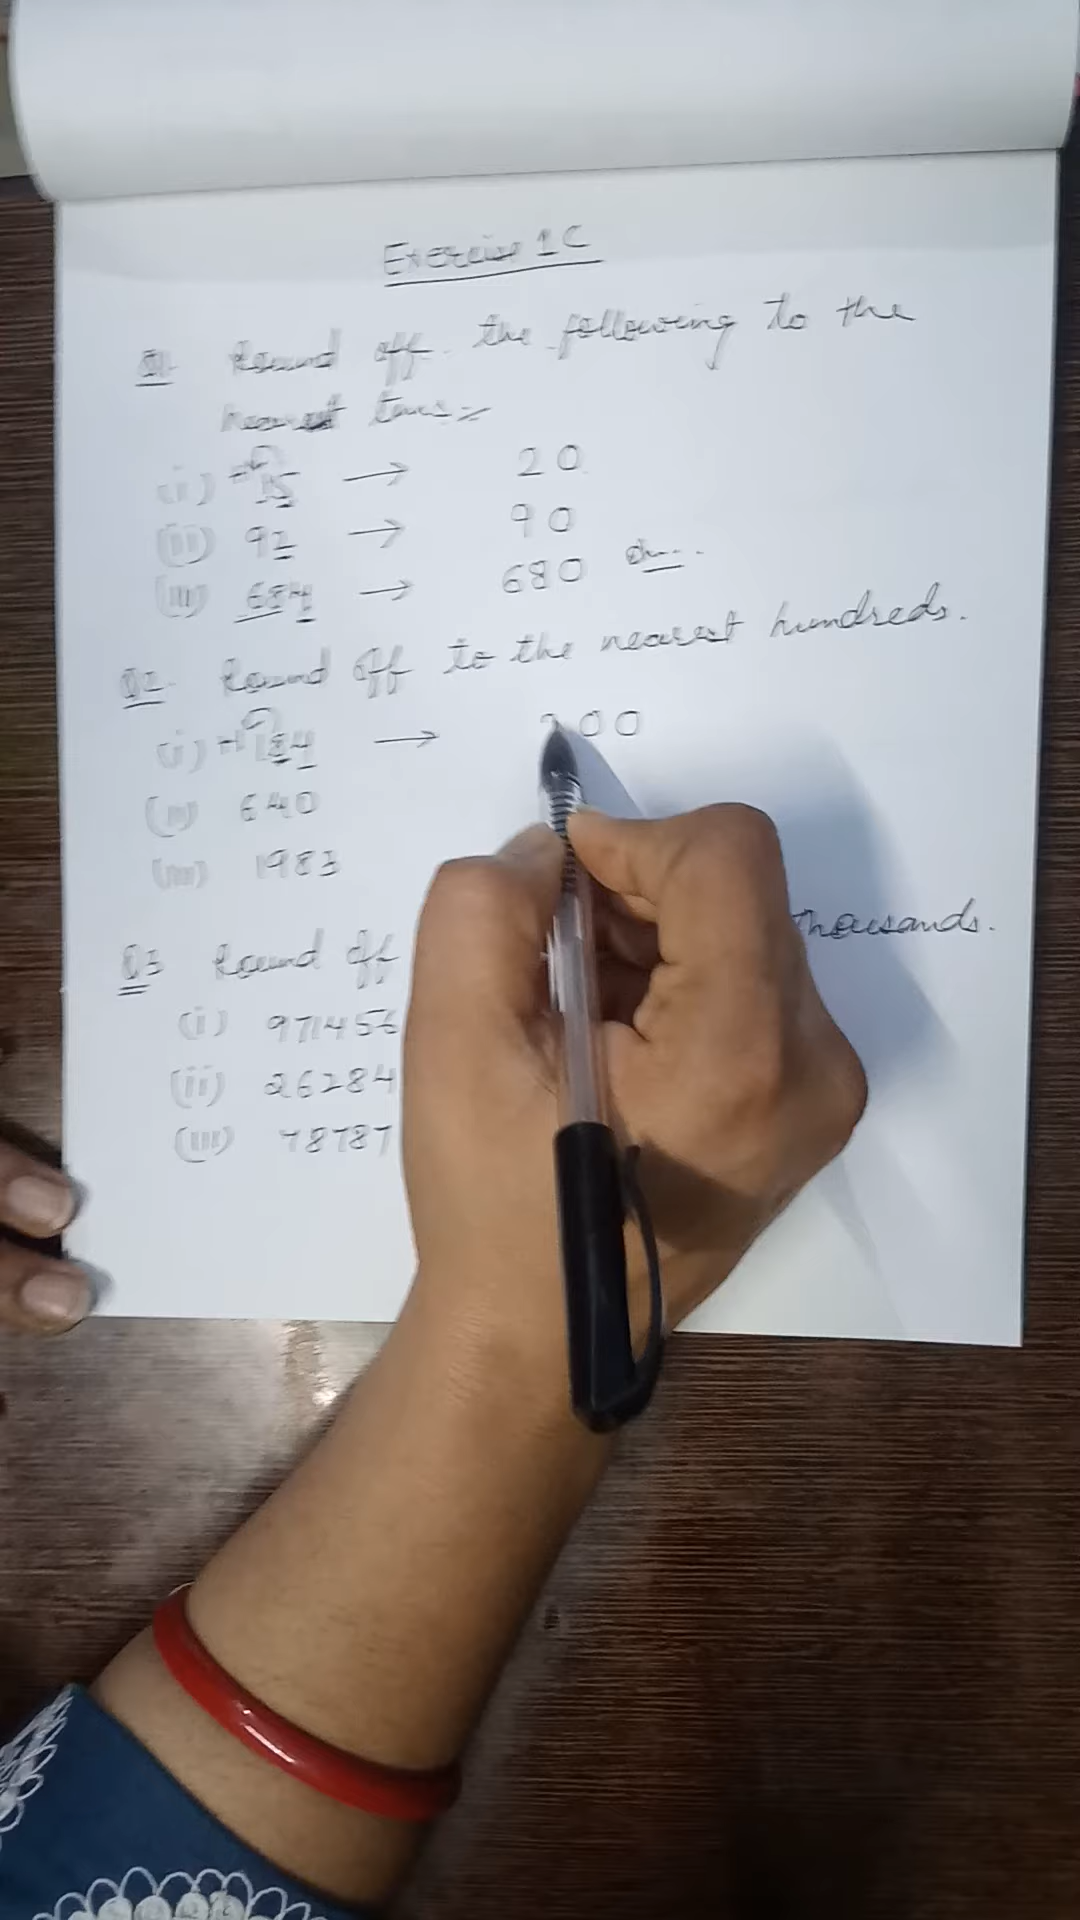 Exercise 1C
Q1. Round off the following to the
nearest tens:-
(i) 15 → 20
(ii) 92 → 90
(iii) 684 → 680
Q2. Round off to the nearest hundreds.
(i) +1 184 → 200
(ii) 640
(iii) 1983
Q3 Round off thousands.
(i) 971456
(ii) 26284
(iii) 78787